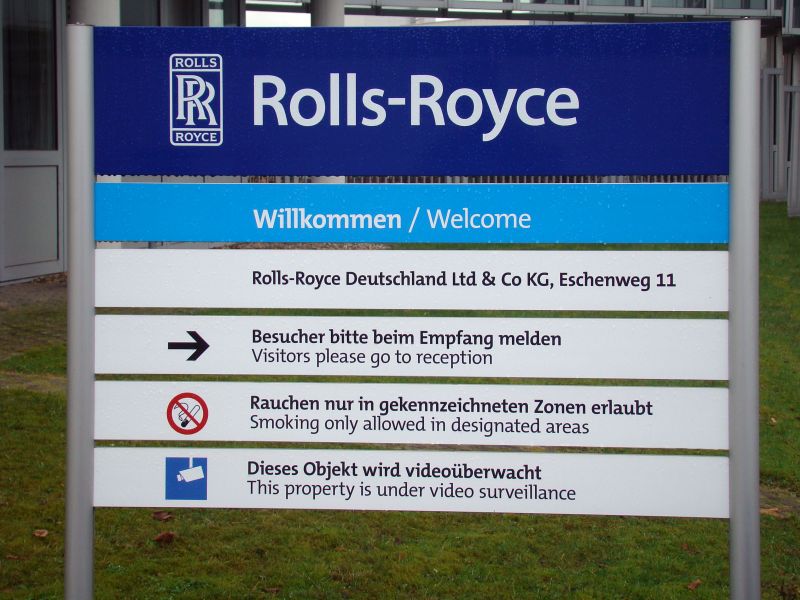 ROLLS
RR
ROYCE
Rolls-Royce
Willkommen / Welcome
Rolls-Royce Deutschland Ltd & Co KG, Eschenweg 11
Besucher bitte beim Empfang melden
Visitors please go to reception
Rauchen nur in gekennzeichneten Zonen erlaubt
Smoking only allowed in designated areas
Dieses Objekt wird videoüberwacht
This property is under video surveillance